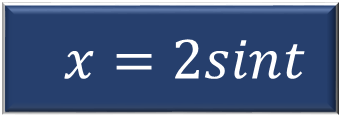 x = 2sint